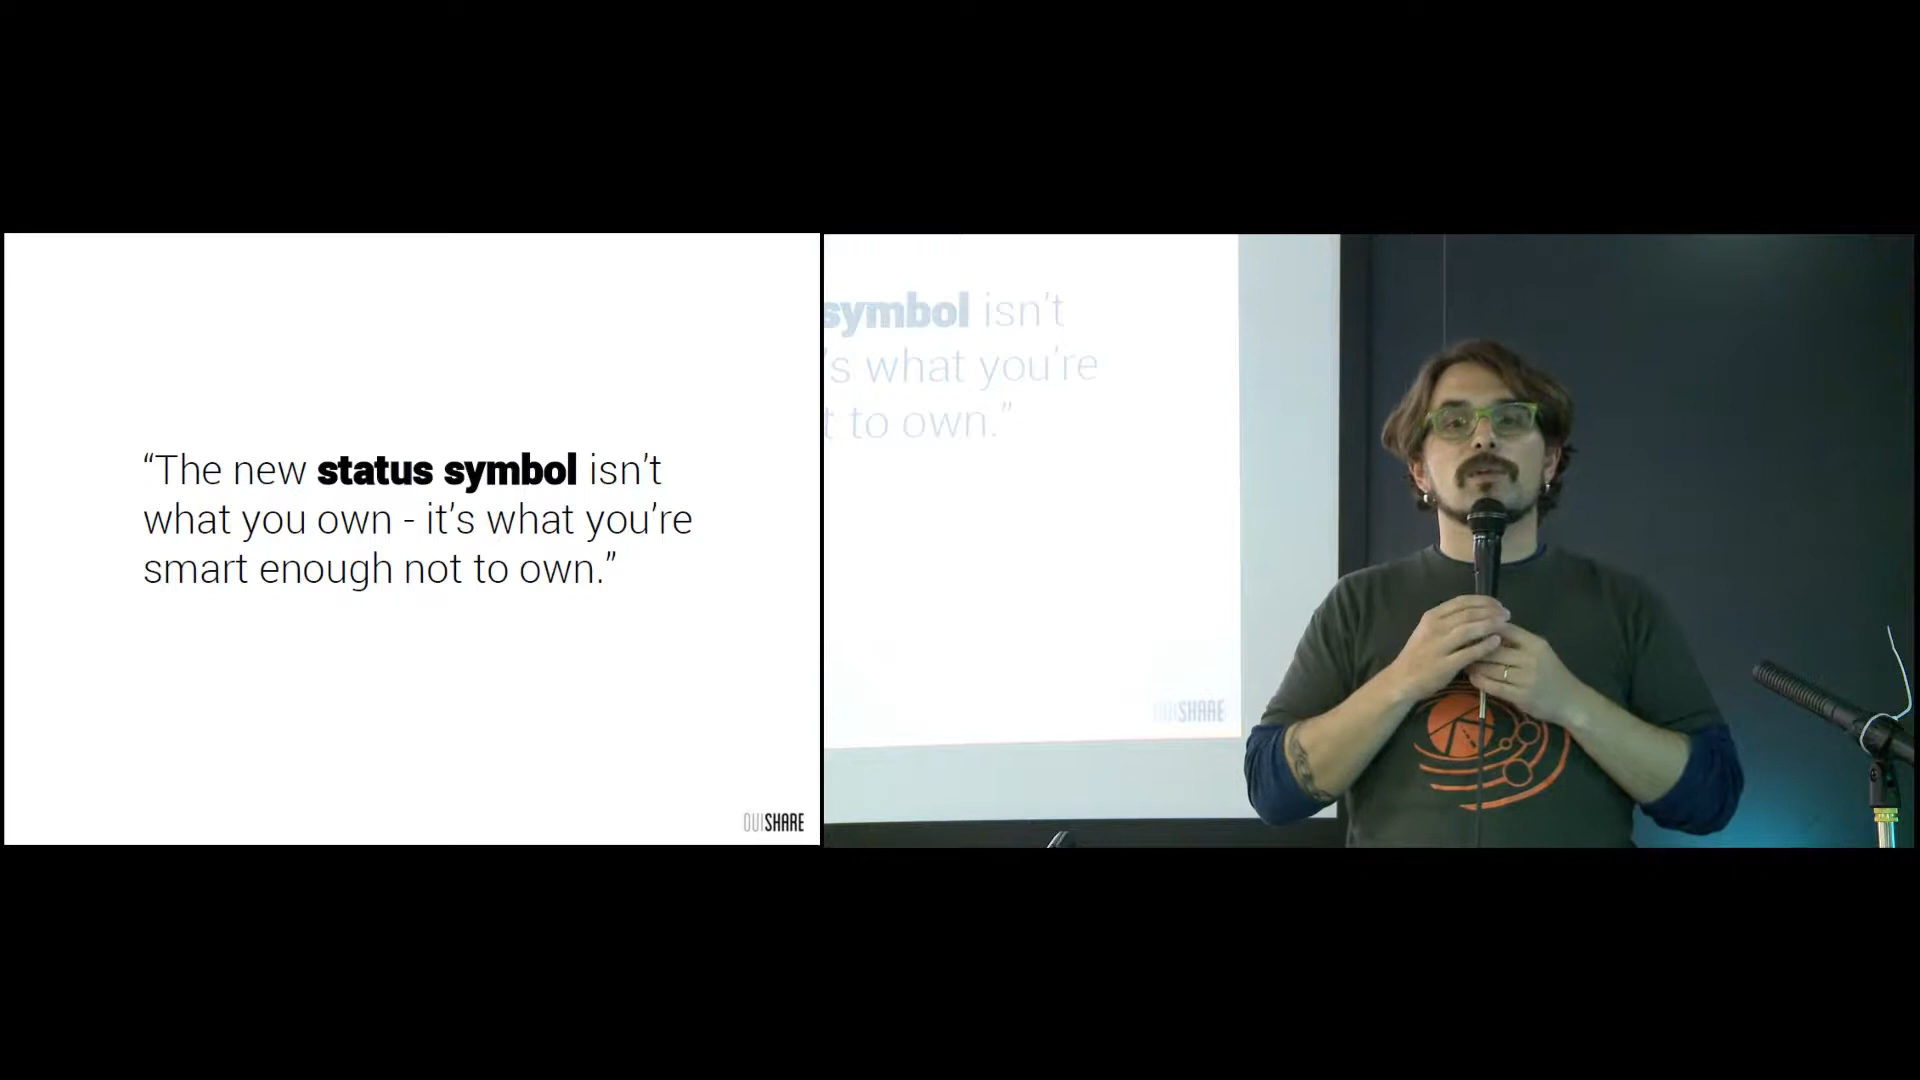 “The new status symbol isn’t
what you own - it’s what you’re
smart enough not to own.”
OUISHARE
symbol isn’t
’s what you’re
t to own.”
OUISHARE